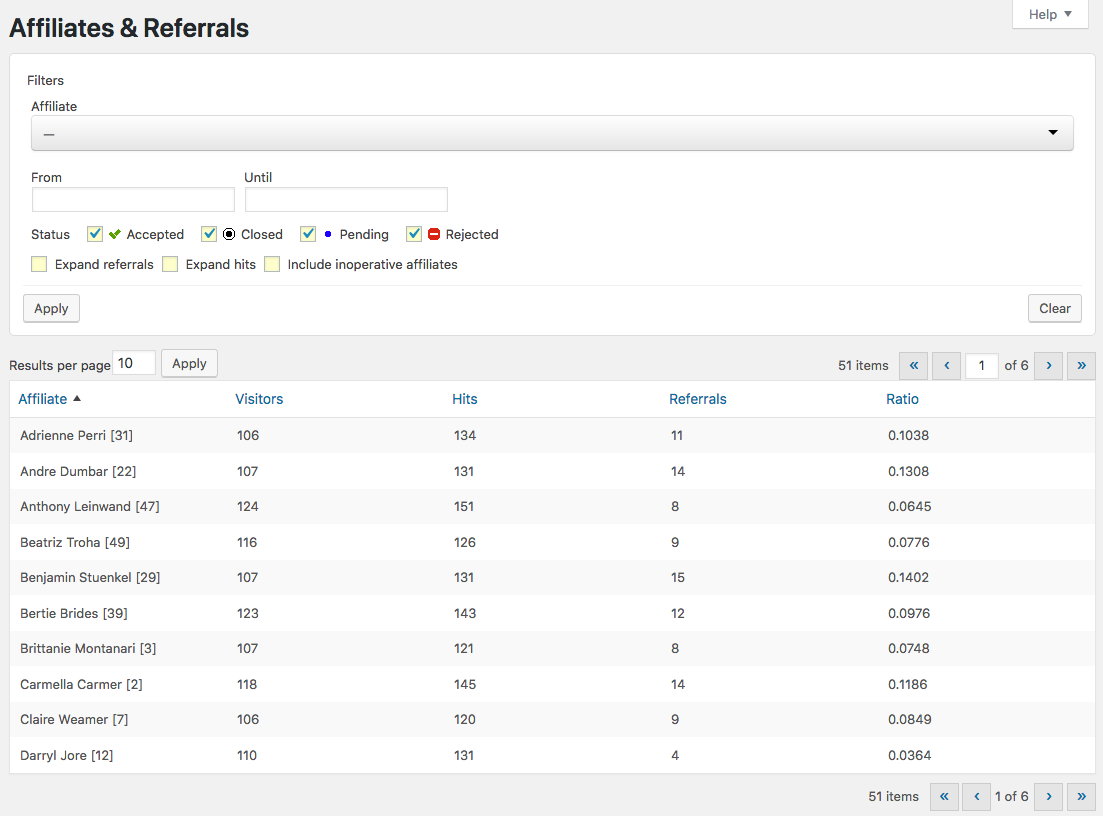 Help
Affiliates & Referrals
Filters
Affiliate
—
From Until
Status Accepted Closed Pending Rejected
Expand referrals Expand hits Include inoperative affiliates
Apply Clear
Results per page 10 Apply 51 items « ‹ 1 of 6 › »
Affiliate Visitors Hits Referrals Ratio
Adrienne Perri [31] 106 134 11 0.1038
Andre Dumbar [22] 107 131 14 0.1308
Anthony Leinwand [47] 124 151 8 0.0645
Beatriz Troha [49] 116 126 9 0.0776
Benjamin Stuenkel [29] 107 131 15 0.1402
Bertie Brides [39] 123 143 12 0.0976
Brittanie Montanari [3] 107 121 8 0.0748
Carmella Carmer [2] 118 145 14 0.1186
Claire Weamer [7] 106 120 9 0.0849
Darryl Jore [12] 110 131 4 0.0364
51 items « ‹ 1 of 6 › »